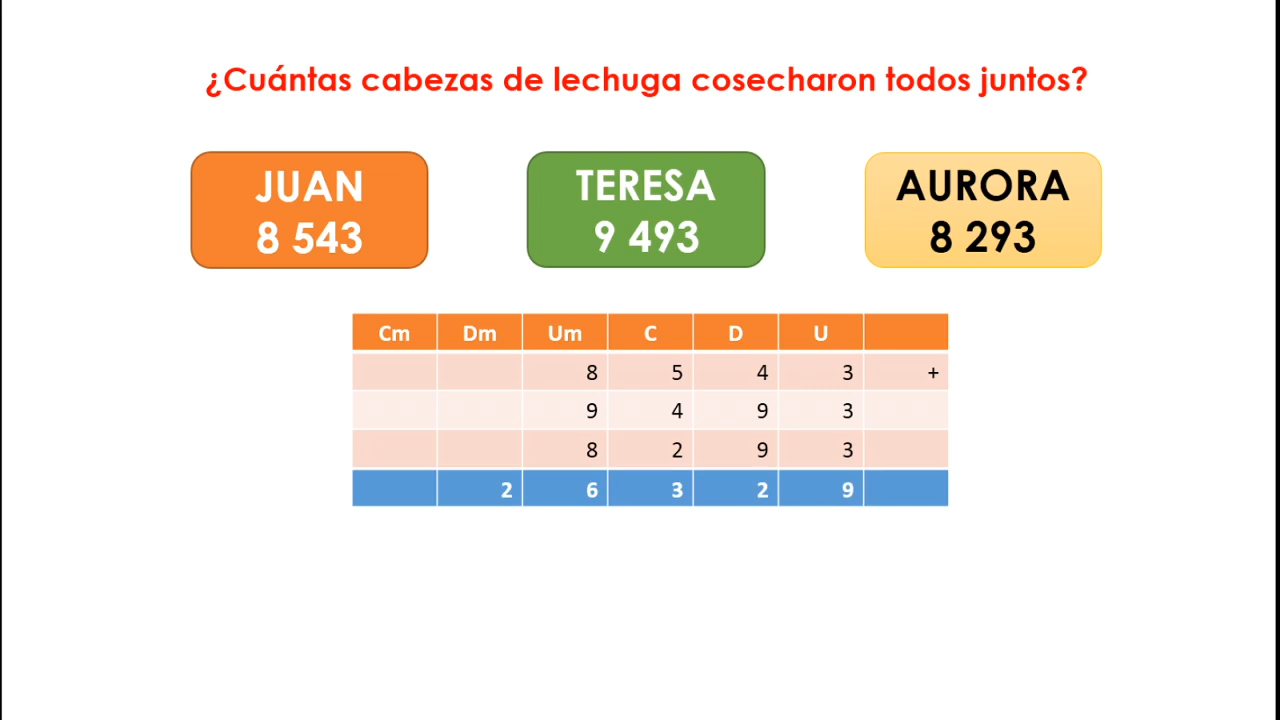 ¿Cuántas cabezas de lechuga cosecharon todos juntos?
JUAN
8 543
TERESA
9 493
AURORA
8 293
Cm Dm Um C D U
8 5 4 3 +
9 4 9 3
8 2 9 3
2 6 3 2 9